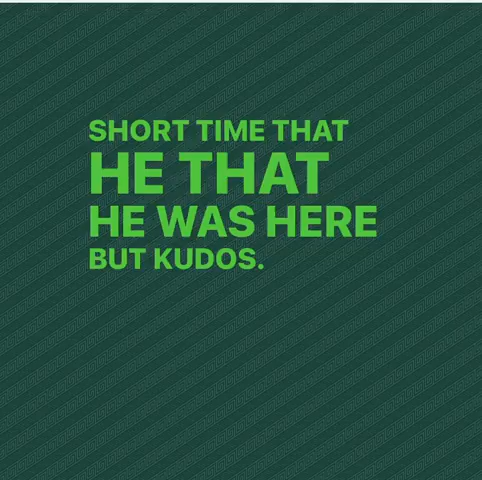 SHORT TIME THAT
HE THAT
HE WAS HERE
BUT KUDOS.